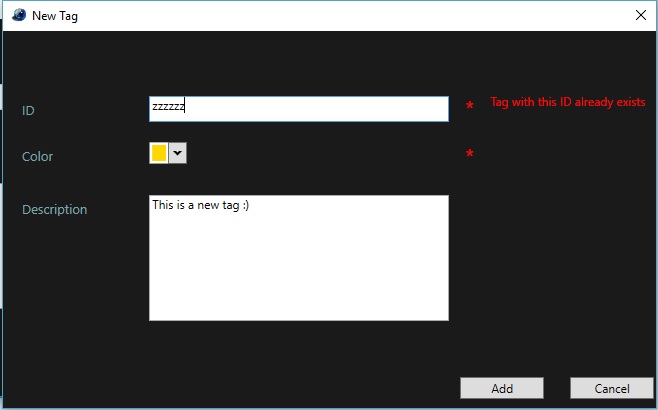 New Tag
ID
zzzzzz
* Tag with this ID already exists
Color
*
Description
This is a new tag :)
Add
Cancel